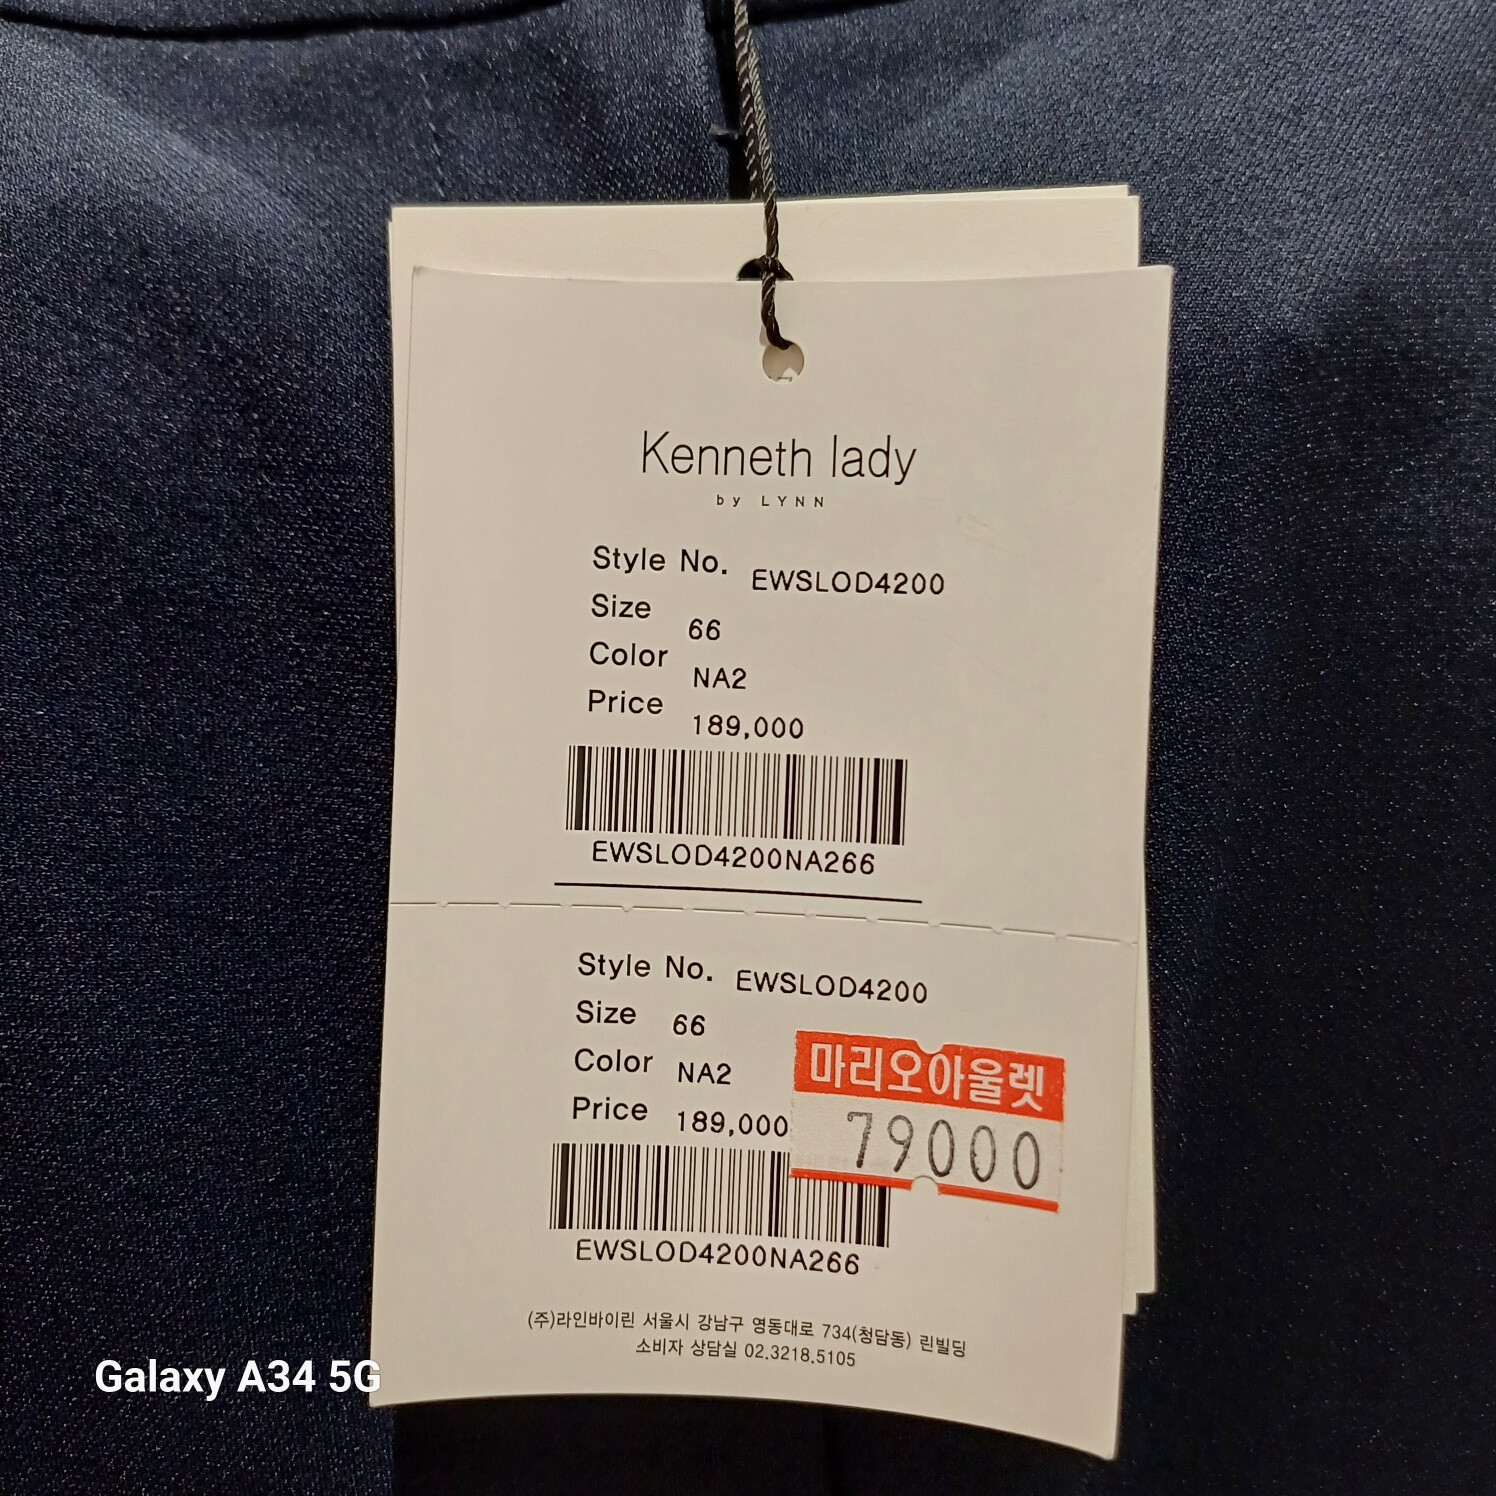 Kenneth lady
by LYNN
Style No. EWSLOD4200
Size 66
Color NA2
Price 189,000
EWSLOD4200NA266
Style No. EWSLOD4200
Size 66
Color NA2
Price 189,000
마리오아울렛
79000
EWSLOD4200NA266
(주)라인바이린 서울시 강남구 영동대로 734(청담동) 린빌딩
소비자 상담실 02.3218.5105
Galaxy A34 5G